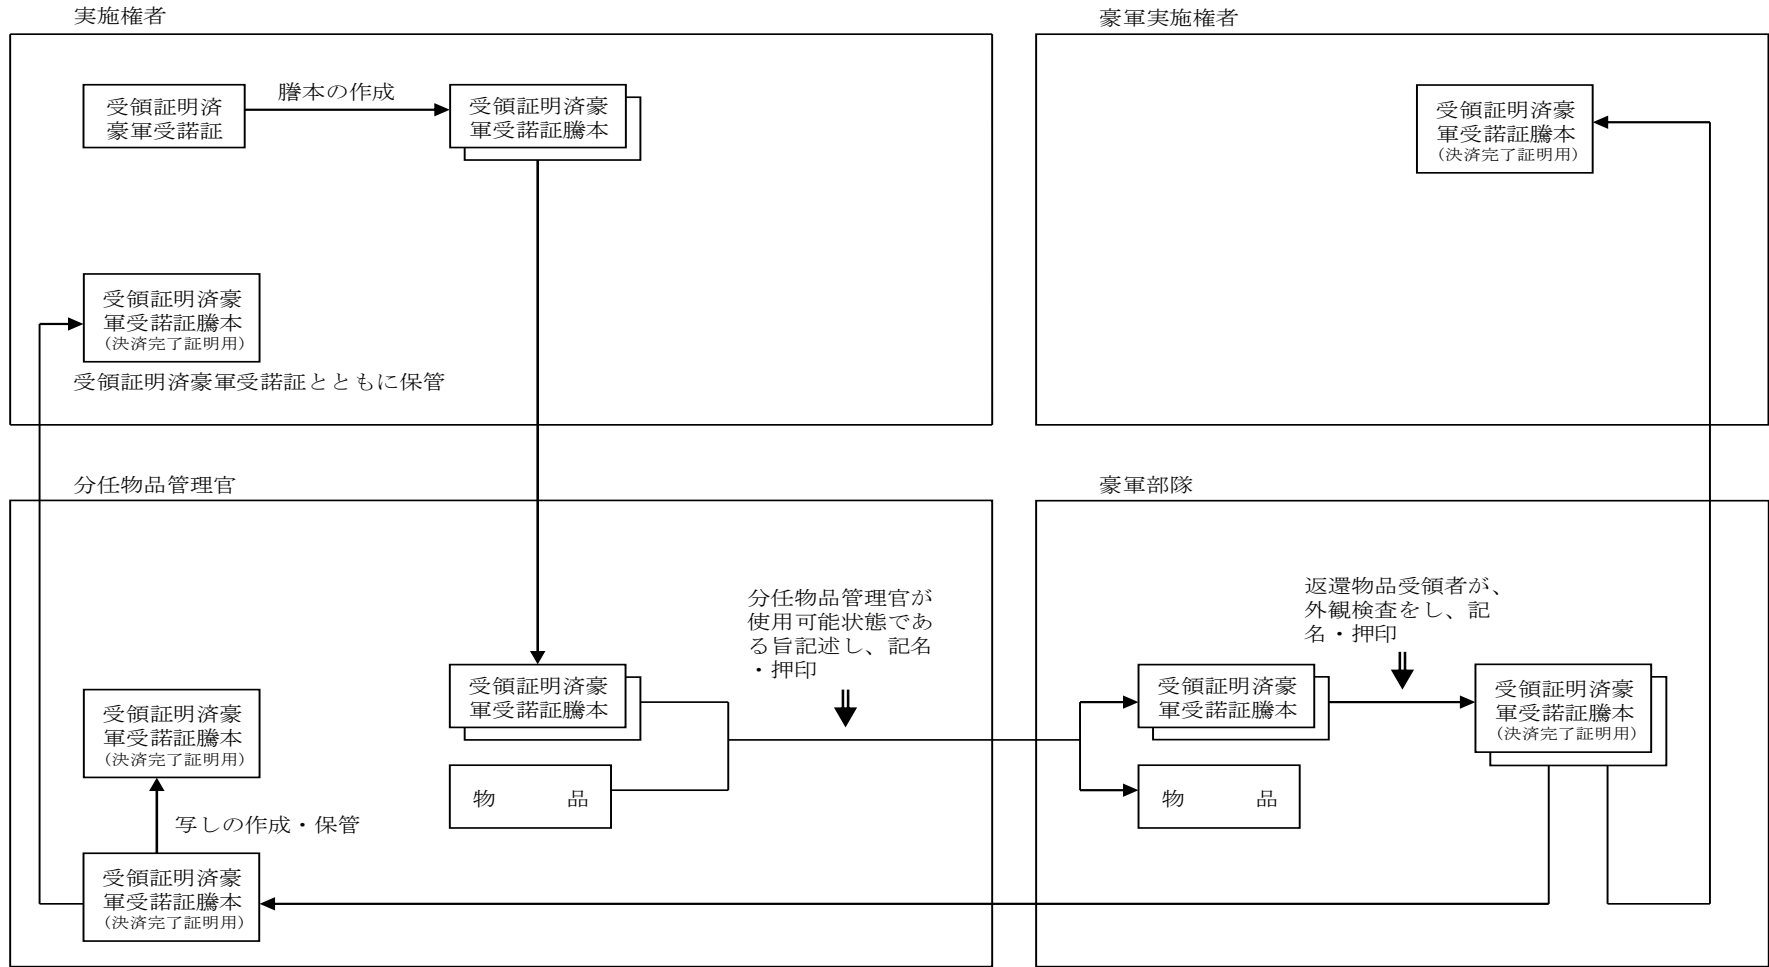 実施権者
受領証明済
豪軍受諾証
謄本の作成
受領証明済豪
軍受諾証謄本
受領証明済豪
軍受諾証謄本
(決済完了証明用)
受領証明済豪軍受諾証とともに保管
豪軍実施権者
受領証明済豪
軍受諾証謄本
(決済完了証明用)
分任物品管理官
受領証明済豪
軍受諾証謄本
物　　　品
分任物品管理官が
使用可能状態であ
る旨記述し、記名
・押印
受領証明済豪
軍受諾証謄本
(決済完了証明用)
写しの作成・保管
受領証明済豪
軍受諾証謄本
(決済完了証明用)
豪軍部隊
返還物品受領者が、
外観検査をし、記
名・押印
受領証明済豪
軍受諾証謄本
受領証明済豪
軍受諾証謄本
(決済完了証明用)
物　　　品